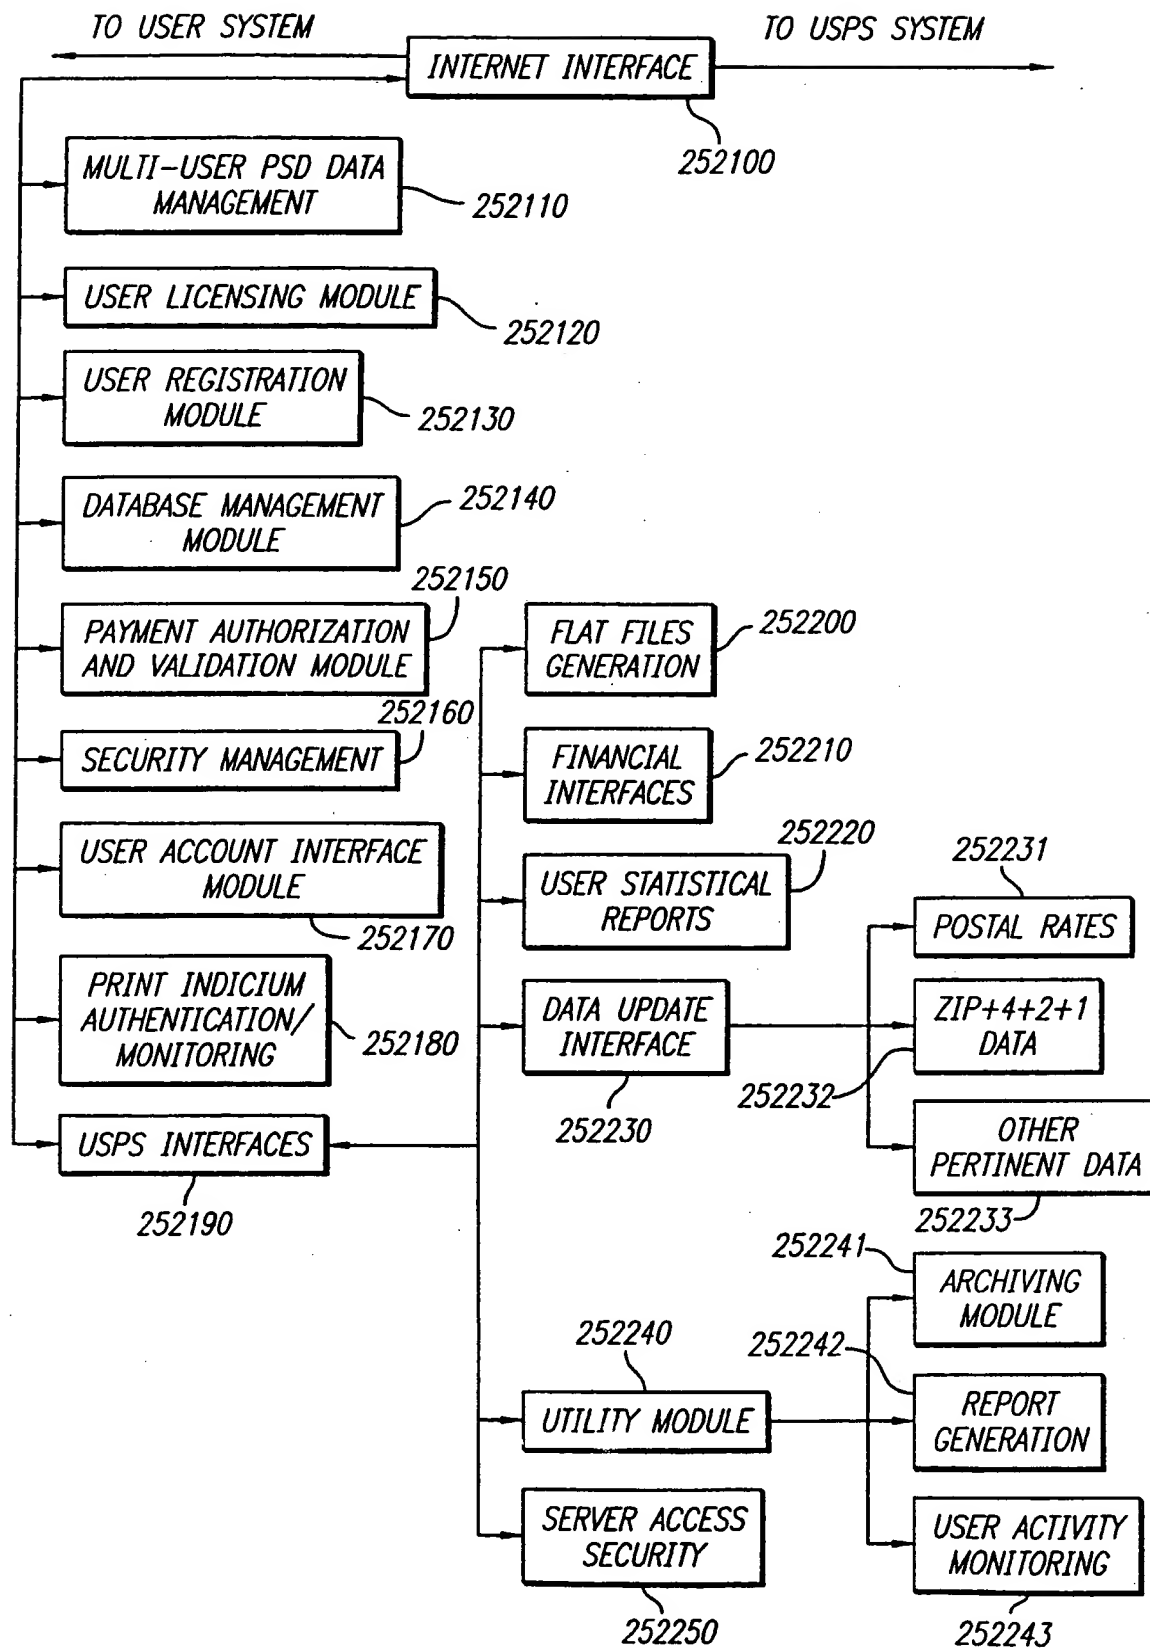 TO USER SYSTEM
TO USPS SYSTEM
INTERNET INTERFACE
252100
MULTI-USER PSD DATA
MANAGEMENT
252110
USER LICENSING MODULE
252120
USER REGISTRATION
MODULE
252130
DATABASE MANAGEMENT
MODULE
252140
PAYMENT AUTHORIZATION
AND VALIDATION MODULE
252150
SECURITY MANAGEMENT
252160
USER ACCOUNT INTERFACE
MODULE
252170
PRINT INDICIUM
AUTHENTICATION/
MONITORING
252180
USPS INTERFACES
252190
FLAT FILES
GENERATION
252200
FINANCIAL
INTERFACES
252210
USER STATISTICAL
REPORTS
252220
DATA UPDATE
INTERFACE
252230
POSTAL RATES
252231
ZIP+4+2+1
DATA
252232
OTHER
PERTINENT DATA
252233
UTILITY MODULE
252240
ARCHIVING
MODULE
252241
REPORT
GENERATION
252242
USER ACTIVITY
MONITORING
252243
SERVER ACCESS
SECURITY
252250